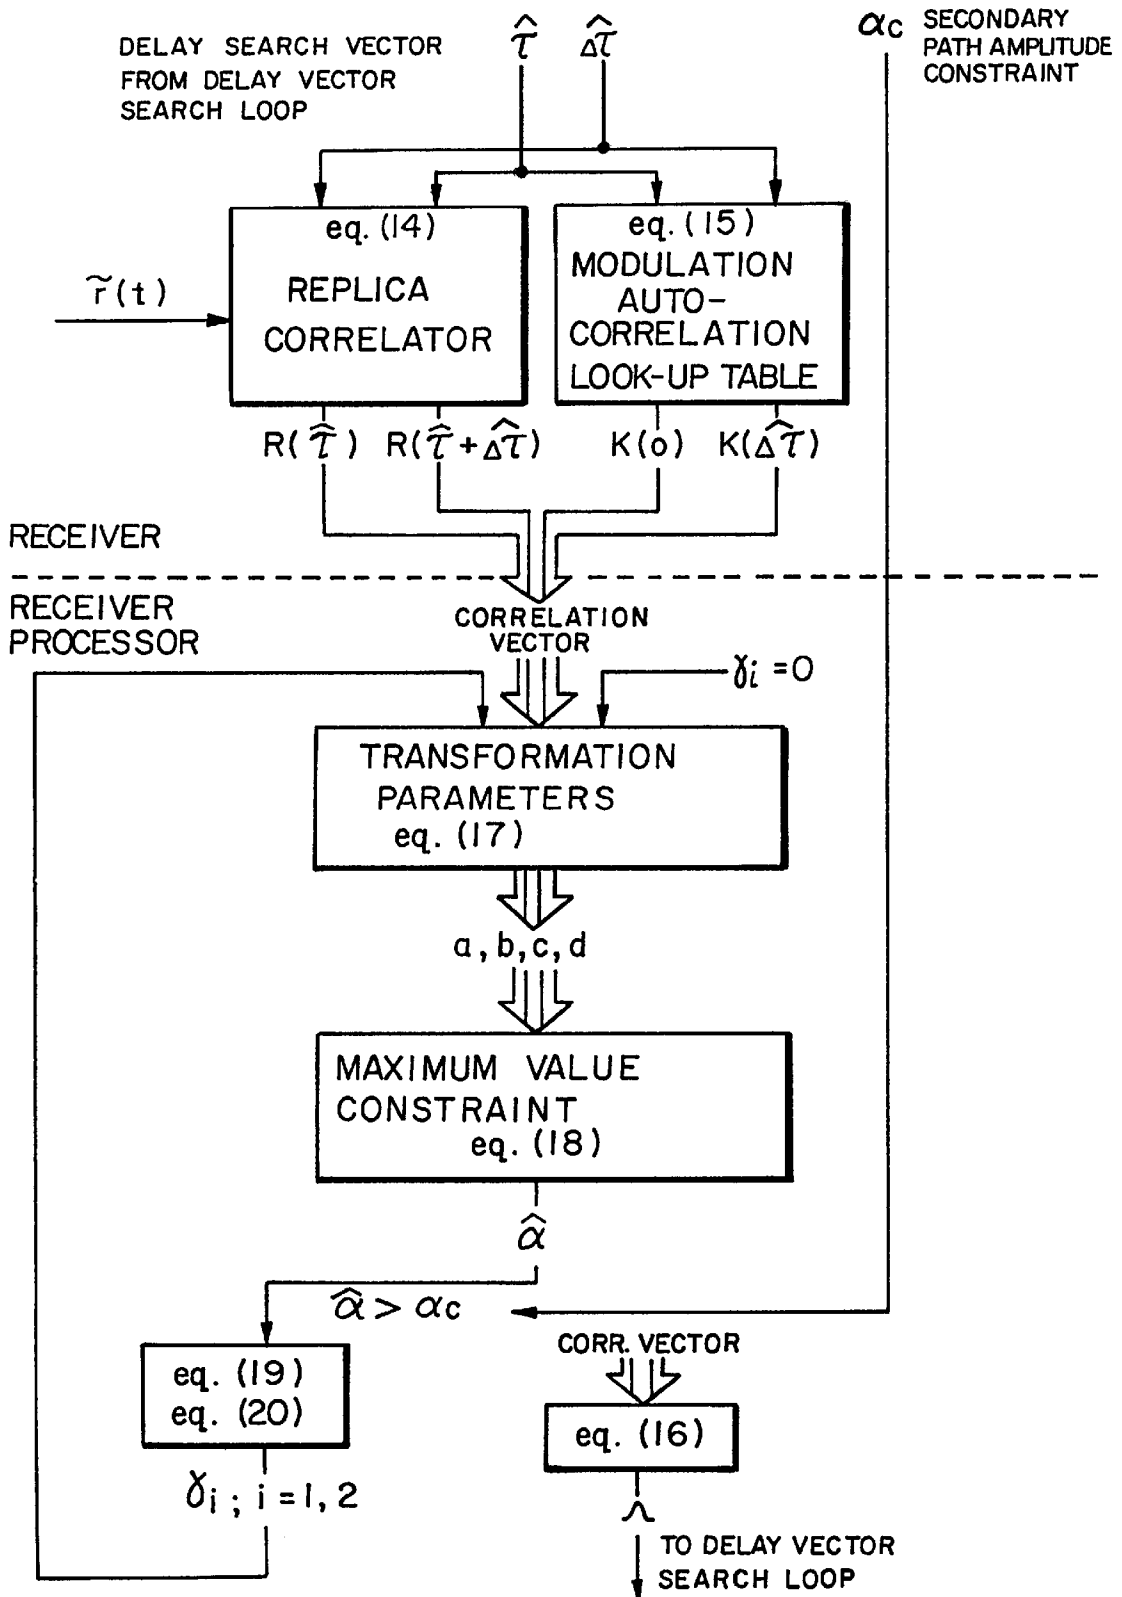 DELAY SEARCH VECTOR
FROM DELAY VECTOR
SEARCH LOOP
τ̂
Δ̂τ
αc
SECONDARY
PATH AMPLITUDE
CONSTRAINT
eq. (14)
REPLICA
CORRELATOR
eq. (15)
MODULATION
AUTO-
CORRELATION
LOOK-UP TABLE
r̃(t)
R(τ̂)
R(τ̂+Δ̂τ)
K(o)
K(Δ̂τ)
RECEIVER
RECEIVER
PROCESSOR
CORRELATION
VECTOR
γi=0
TRANSFORMATION
PARAMETERS
eq. (17)
a, b, c, d
MAXIMUM VALUE
CONSTRAINT
eq. (18)
α̂
α̂> αc
CORR. VECTOR
eq. (19)
eq. (20)
eq. (16)
γi; i=1, 2
Λ
TO DELAY VECTOR
SEARCH LOOP